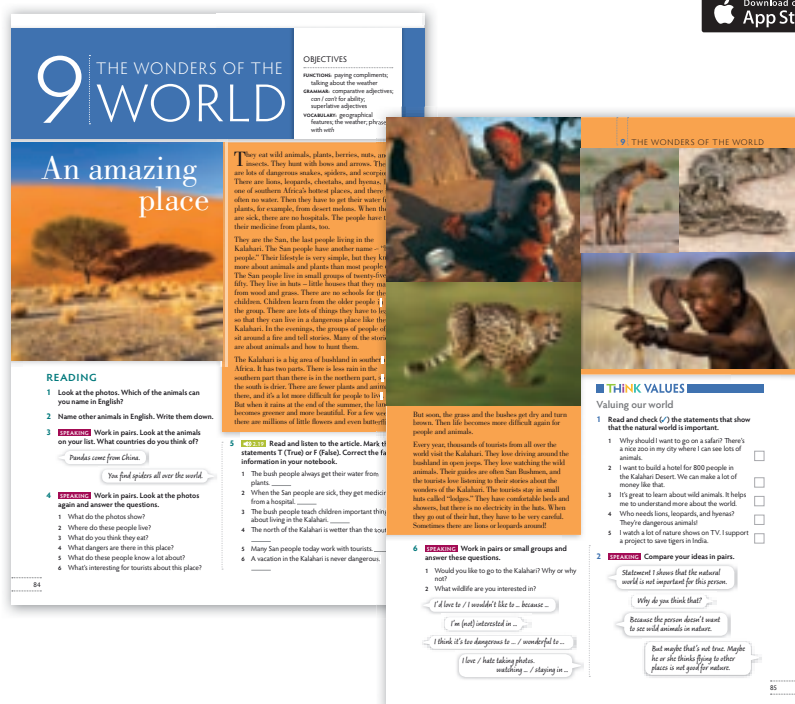 Download o
App St
9
THE WONDERS OF THE
WORLD
OBJECTIVES
FUNCTIONS: paying compliments;
talking about the weather
GRAMMAR: comparative adjectives;
can / can't for ability;
superlative adjectives
VOCABULARY: geographical
features; the weather; phrases
with with
An amazing
place
They eat wild animals, plants, berries, nuts, and
insects. They hunt with bows and arrows. The
are lots of dangerous snakes, spiders, and scorpio
There are lions, leopards, cheetahs, and hyenas.
one of southern Africa's hottest places, and there
often no water. Then they have to get their water f
plants, for example, from desert melons. When the
are sick, there are no hospitals. The people have t
their medicine from plants, too.
They are the San, the last people living in the
Kalahari. The San people have another name – "
people." Their lifestyle is very simple, but they kn
more about animals and plants than most people
The San people live in small groups of twenty-five
fifty. They live in huts – little houses that they ma
from wood and grass. There are no schools for the
children. Children learn from the older people
the group. There are lots of things they have to le
so that they can live in a dangerous place like the
Kalahari. In the evenings, the groups of people of
sit around a fire and tell stories. Many of the storie
are about animals and how to hunt them.
The Kalahari is a big area of bushland in souther
Africa. It has two parts. There is less rain in the
southern part than there is in the northern part,
the south is drier. There are fewer plants and anim
there, and it's a lot more difficult for people to live
But when it rains at the end of the summer, the lan
becomes greener and more beautiful. For a few we
there are millions of little flowers and even butterfli
READING
1 Look at the photos. Which of the animals can
you name in English?
2 Name other animals in English. Write them down.
3 SPEAKING Work in pairs. Look at the animals
on your list. What countries do you think of?
Pandas come from China.
You find spiders all over the world.
4 SPEAKING Work in pairs. Look at the photos
again and answer the questions.
1 What do the photos show?
2 Where do these people live?
3 What do you think they eat?
4 What dangers are there in this place?
5 What do these people know a lot about?
6 What's interesting for tourists about this place?
5 2.19 Read and listen to the article. Mark th
statements T (True) or F (False). Correct the fa
information in your notebook.
1 The bush people always get their water from
plants. ______
2 When the San people are sick, they get medicin
from a hospital. ______
3 The bush people teach children important thing
about living in the Kalahari. ______
4 The north of the Kalahari is wetter than the sou
______
5 Many San people today work with tourists. ___
6 A vacation in the Kalahari is never dangerous.
______
84
9 THE WONDERS OF THE WORLD
But soon, the grass and the bushes get dry and turn
brown. Then life becomes more difficult again for
people and animals.
Every year, thousands of tourists from all over the
world visit the Kalahari. They love driving around the
bushland in open jeeps. They love watching the wild
animals. Their guides are often San Bushmen, and
the tourists love listening to their stories about the
wonders of the Kalahari. The tourists stay in small
huts called "lodges." They have comfortable beds and
showers, but there is no electricity in the huts. When
they go out of their hut, they have to be very careful.
Sometimes there are lions or leopards around!
6 SPEAKING Work in pairs or small groups and
answer these questions.
1 Would you like to go to the Kalahari? Why or why
not?
2 What wildlife are you interested in?
I'd love to / I wouldn't like to ... because ...
I'm (not) interested in ...
I think it's too dangerous to ... / wonderful to ...
I love / hate taking photos.
watching ... / staying in ...
THiNK VALUES
Valuing our world
1 Read and check (✓) the statements that show
that the natural world is important.
1 Why should I want to go on a safari? There's
a nice zoo in my city where I can see lots of
animals.
2 I want to build a hotel for 800 people in
the Kalahari Desert. We can make a lot of
money like that.
3 It's great to learn about wild animals. It helps
me to understand more about the world.
4 Who needs lions, leopards, and hyenas?
They're dangerous animals!
5 I watch a lot of nature shows on TV. I support
a project to save tigers in India.
2 SPEAKING Compare your ideas in pairs.
Statement 1 shows that the natural
world is not important for this person.
Why do you think that?
Because the person doesn't want
to see wild animals in nature.
But maybe that's not true. Maybe
he or she thinks flying to other
places is not good for nature.
85